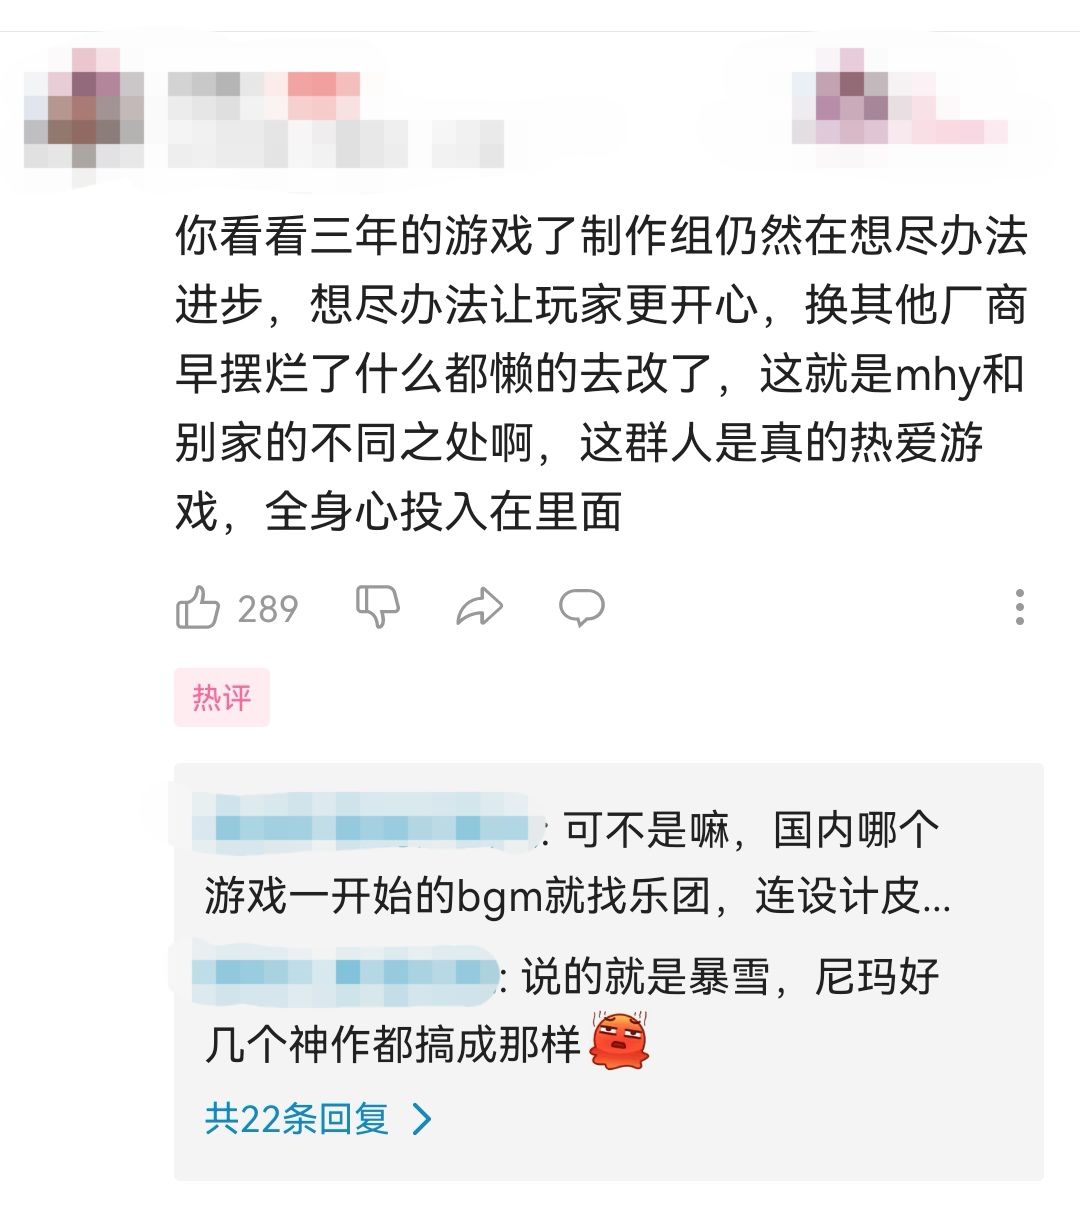 你看看三年的游戏了制作组仍然在想尽办法
进步，想尽办法让玩家更开心，换其他厂商
早摆烂了什么都懒的去改了，这就是mhy和
别家的不同之处啊，这群人是真的热爱游
戏，全身心投入在里面
289
热评
: 可不是嘛，国内哪个
游戏一开始的bgm就找乐团，连设计皮...
: 说的就是暴雪，尼玛好
几个神作都搞成那样
共22条回复